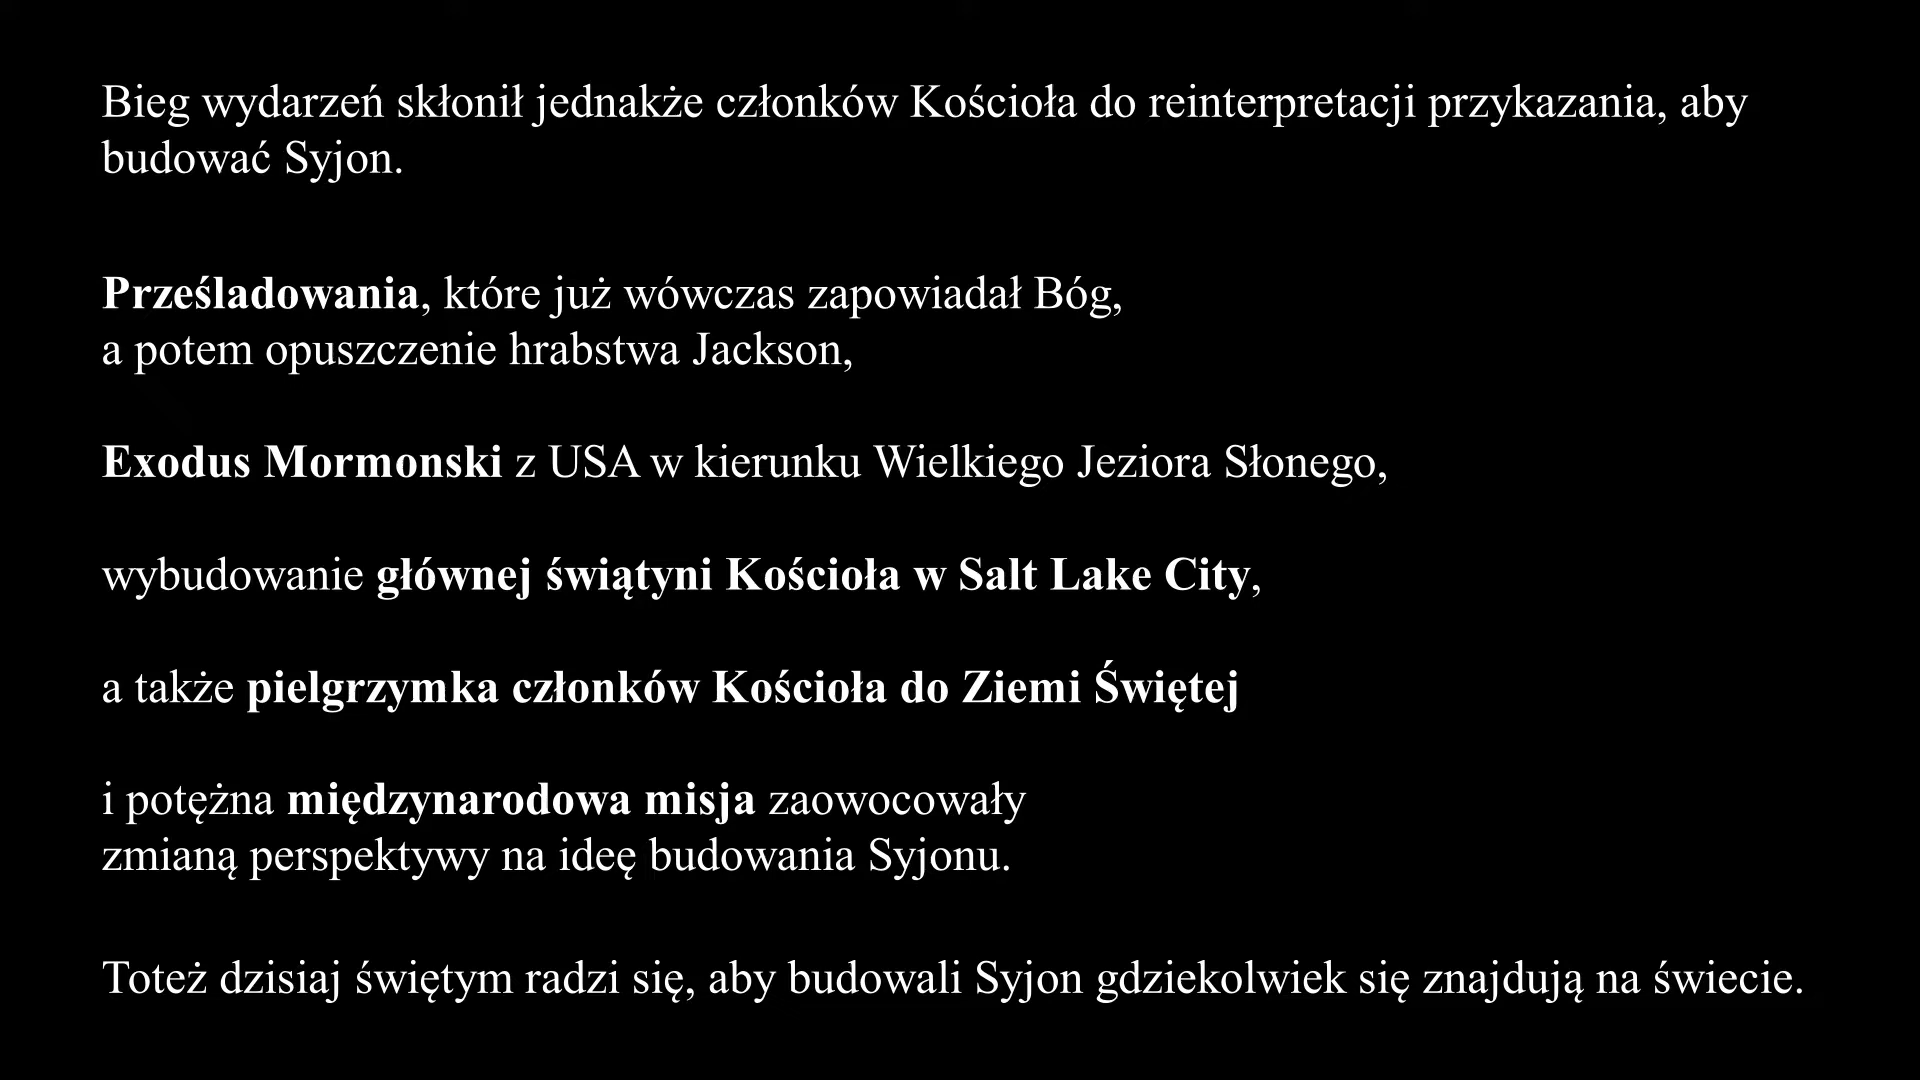 Bieg wydarzeń skłonił jednakże członków Kościoła do reinterpretacji przykazania, aby
budować Syjon.
Prześladowania, które już wówczas zapowiadał Bóg,
a potem opuszczenie hrabstwa Jackson,
Exodus Mormonski z USA w kierunku Wielkiego Jeziora Słonego,
wybudowanie głównej świątyni Kościoła w Salt Lake City,
a także pielgrzymka członków Kościoła do Ziemi Świętej
i potężna międzynarodowa misja zaowocowały
zmianą perspektywy na ideę budowania Syjonu.
Toteż dzisiaj świętym radzi się, aby budowali Syjon gdziekolwiek się znajdują na świecie.